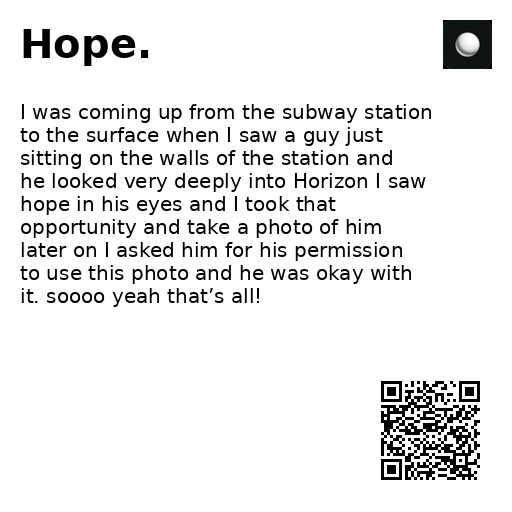 Hope.
I was coming up from the subway station
to the surface when I saw a guy just
sitting on the walls of the station and
he looked very deeply into Horizon I saw
hope in his eyes and I took that
opportunity and take a photo of him
later on I asked him for his permission
to use this photo and he was okay with
it. soooo yeah that’s all!